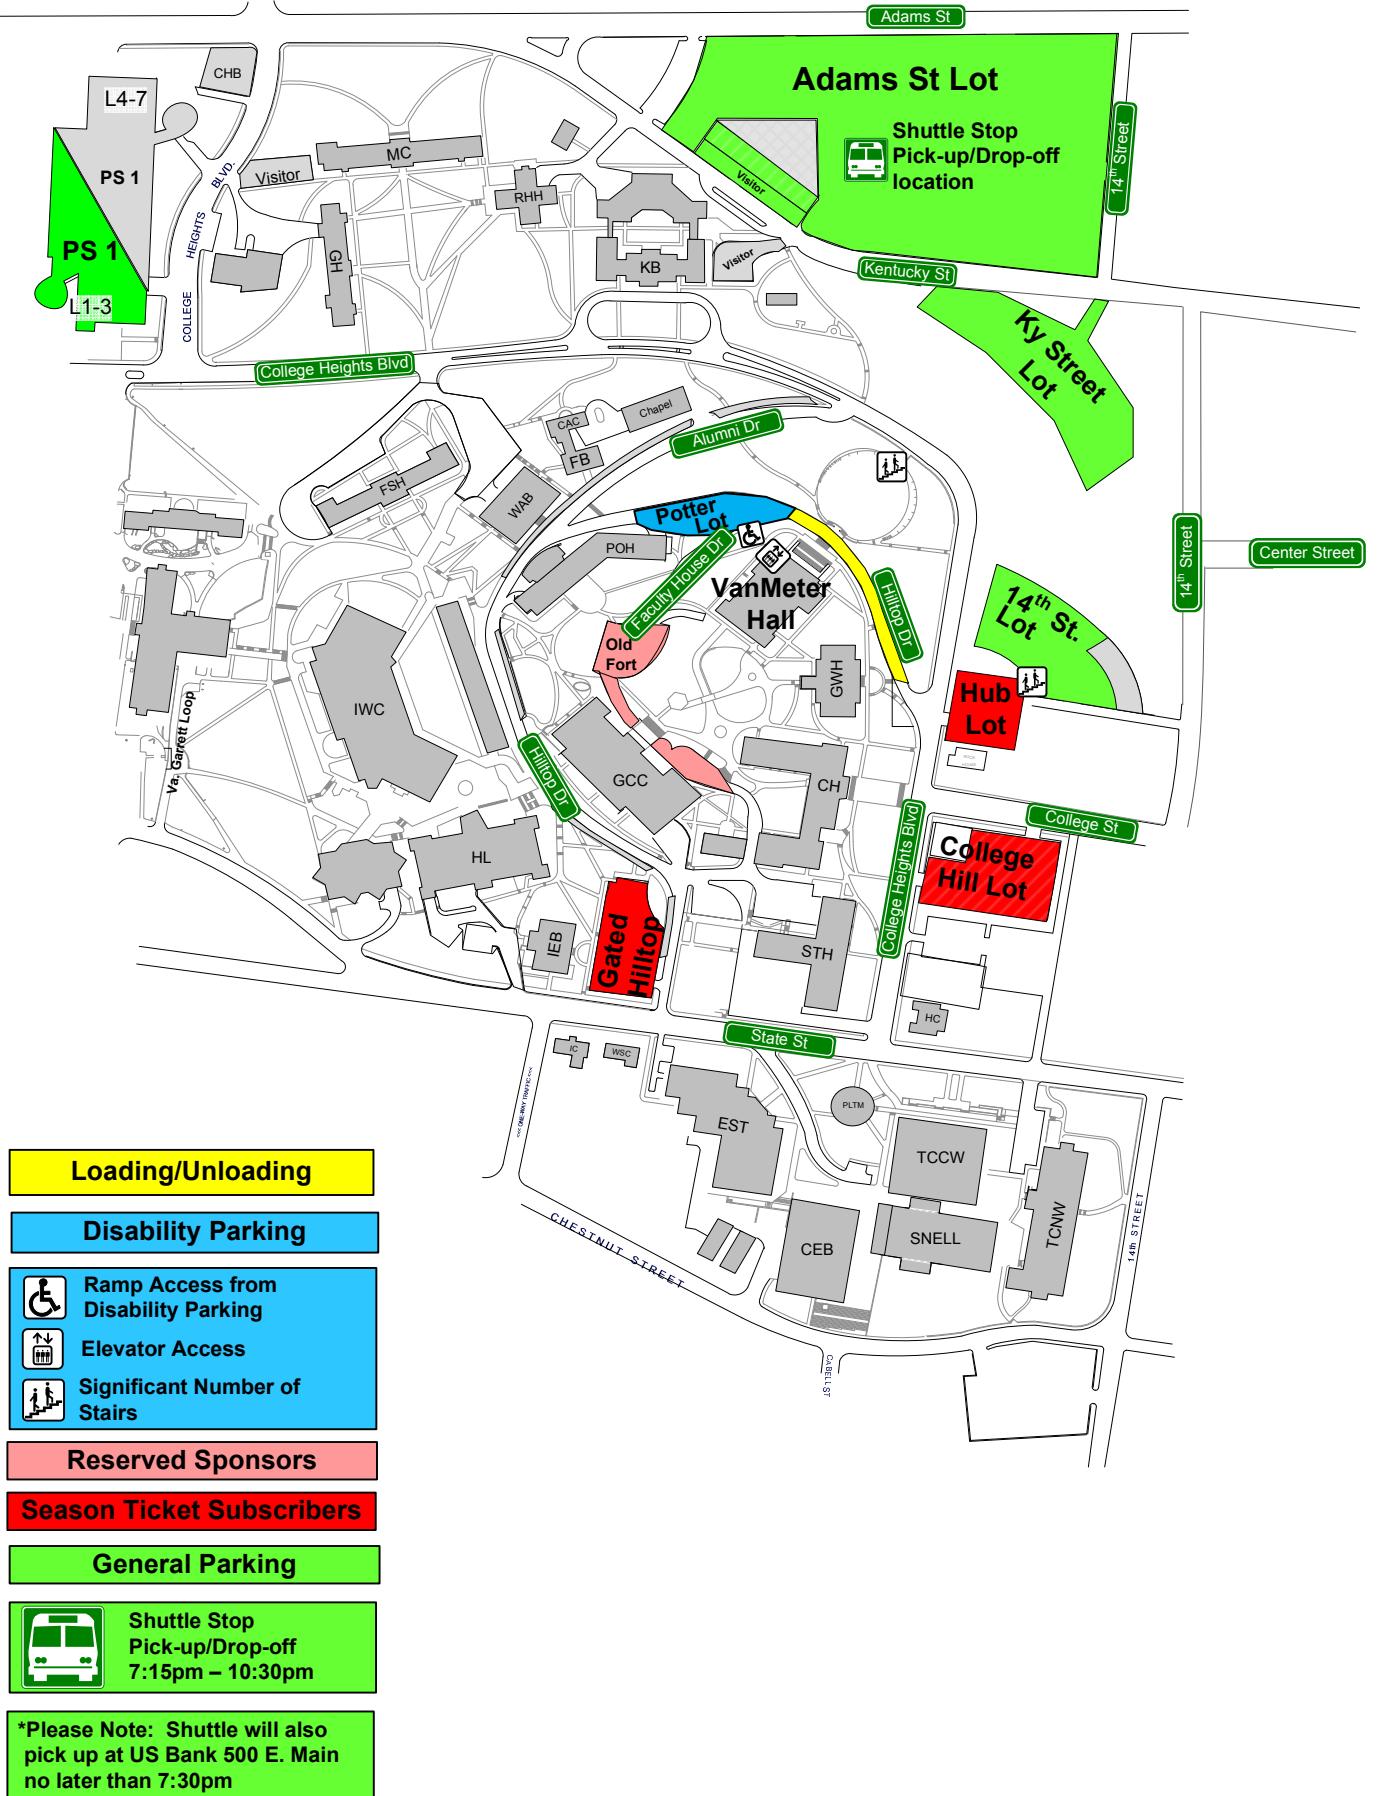 Adams St
CHB
L4-7
Adams St Lot
Shuttle Stop
Pick-up/Drop-off
location
14th Street
MC
Visitor
BLVD.
PS 1
RHH
Visitor
HEIGHTS
PS 1
GH
KB
Visitor
Kentucky St
L1-3
COLLEGE
Ky Street
Lot
College Heights Blvd
Chapel
CAC
Alumni Dr
FB
FSH
WAB
Potter
Lot
POH
Faculty House Dr
VanMeter
Hall
Hilltop Dr
14th Street
Center Street
14th St.
Lot
Old
Fort
GWH
Hub
Lot
IWC
Va. Garrett Loop
Hilltop Dr
GCC
CH
College St
College Heights Blvd
College
Hill Lot
HL
Gated
Hilltop
IEB
STH
HC
State St
IC
WSC
<<< ONE-WAY TRAFFIC <<<
PLTM
EST
TCCW
TCNW
SNELL
CEB
14th STREET
CHESTNUT STREET
CABELL ST
Loading/Unloading
Disability Parking
Ramp Access from
Disability Parking
Elevator Access
Significant Number of
Stairs
Reserved Sponsors
Season Ticket Subscribers
General Parking
Shuttle Stop
Pick-up/Drop-off
7:15pm – 10:30pm
*Please Note: Shuttle will also
pick up at US Bank 500 E. Main
no later than 7:30pm